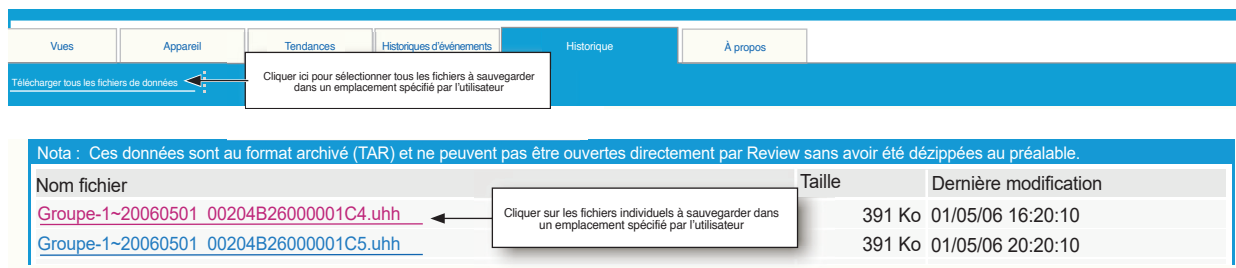 Vues Appareil Tendances Historiques d'événements Historique À propos
Télécharger tous les fichiers de données
Cliquer ici pour sélectionner tous les fichiers à sauvegarder
dans un emplacement spécifié par l'utilisateur
Nota : Ces données sont au format archivé (TAR) et ne peuvent pas être ouvertes directement par Review sans avoir été dézippées au préalable.
Nom fichier Taille Dernière modification
Groupe-1~20060501_00204B26000001C4.uhh 391 Ko 01/05/06 16:20:10
Cliquer sur les fichiers individuels à sauvegarder dans
un emplacement spécifié par l'utilisateur
Groupe-1~20060501_00204B26000001C5.uhh 391 Ko 01/05/06 20:20:10